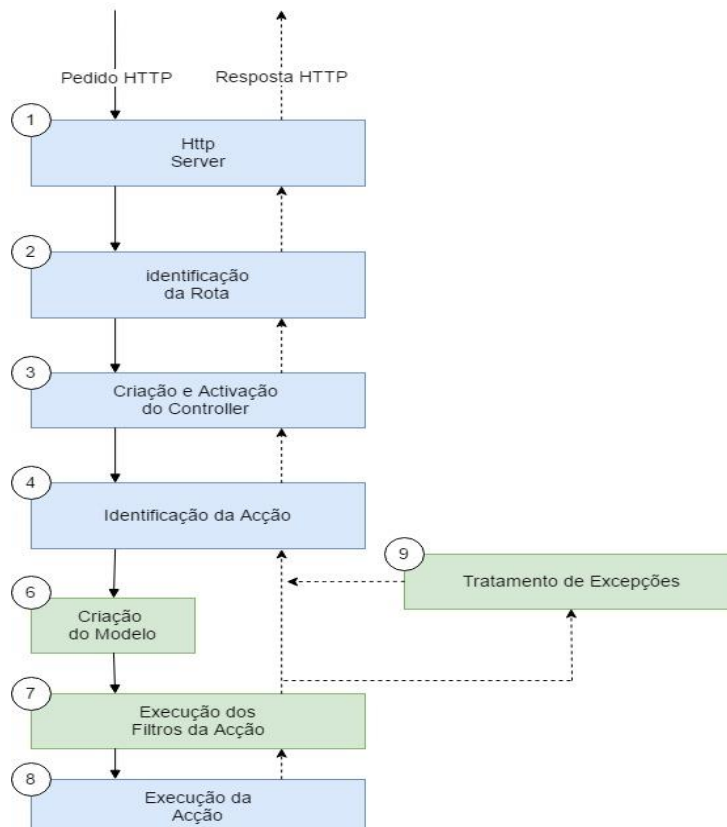 Pedido HTTP
Resposta HTTP
1
Http
Server
2
identificação
da Rota
3
Criação e Activação
do Controller
4
Identificação da Acção
9
Tratamento de Excepções
6
Criação
do Modelo
7
Execução dos
Filtros da Acção
8
Execução da
Acção